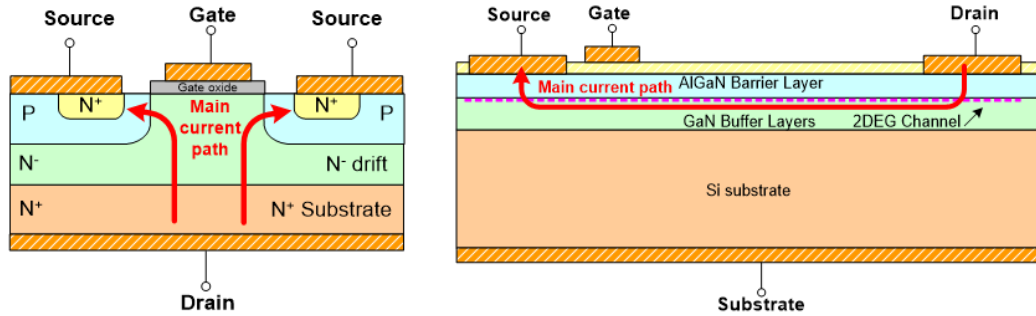 Source
Gate
Source
Gate oxide
N+
N+
P
P
Main
current
path
N-
N- drift
N+
N+ Substrate
Drain
Source
Gate
Drain
Main current path
AlGaN Barrier Layer
GaN Buffer Layers
2DEG Channel
Si substrate
Substrate